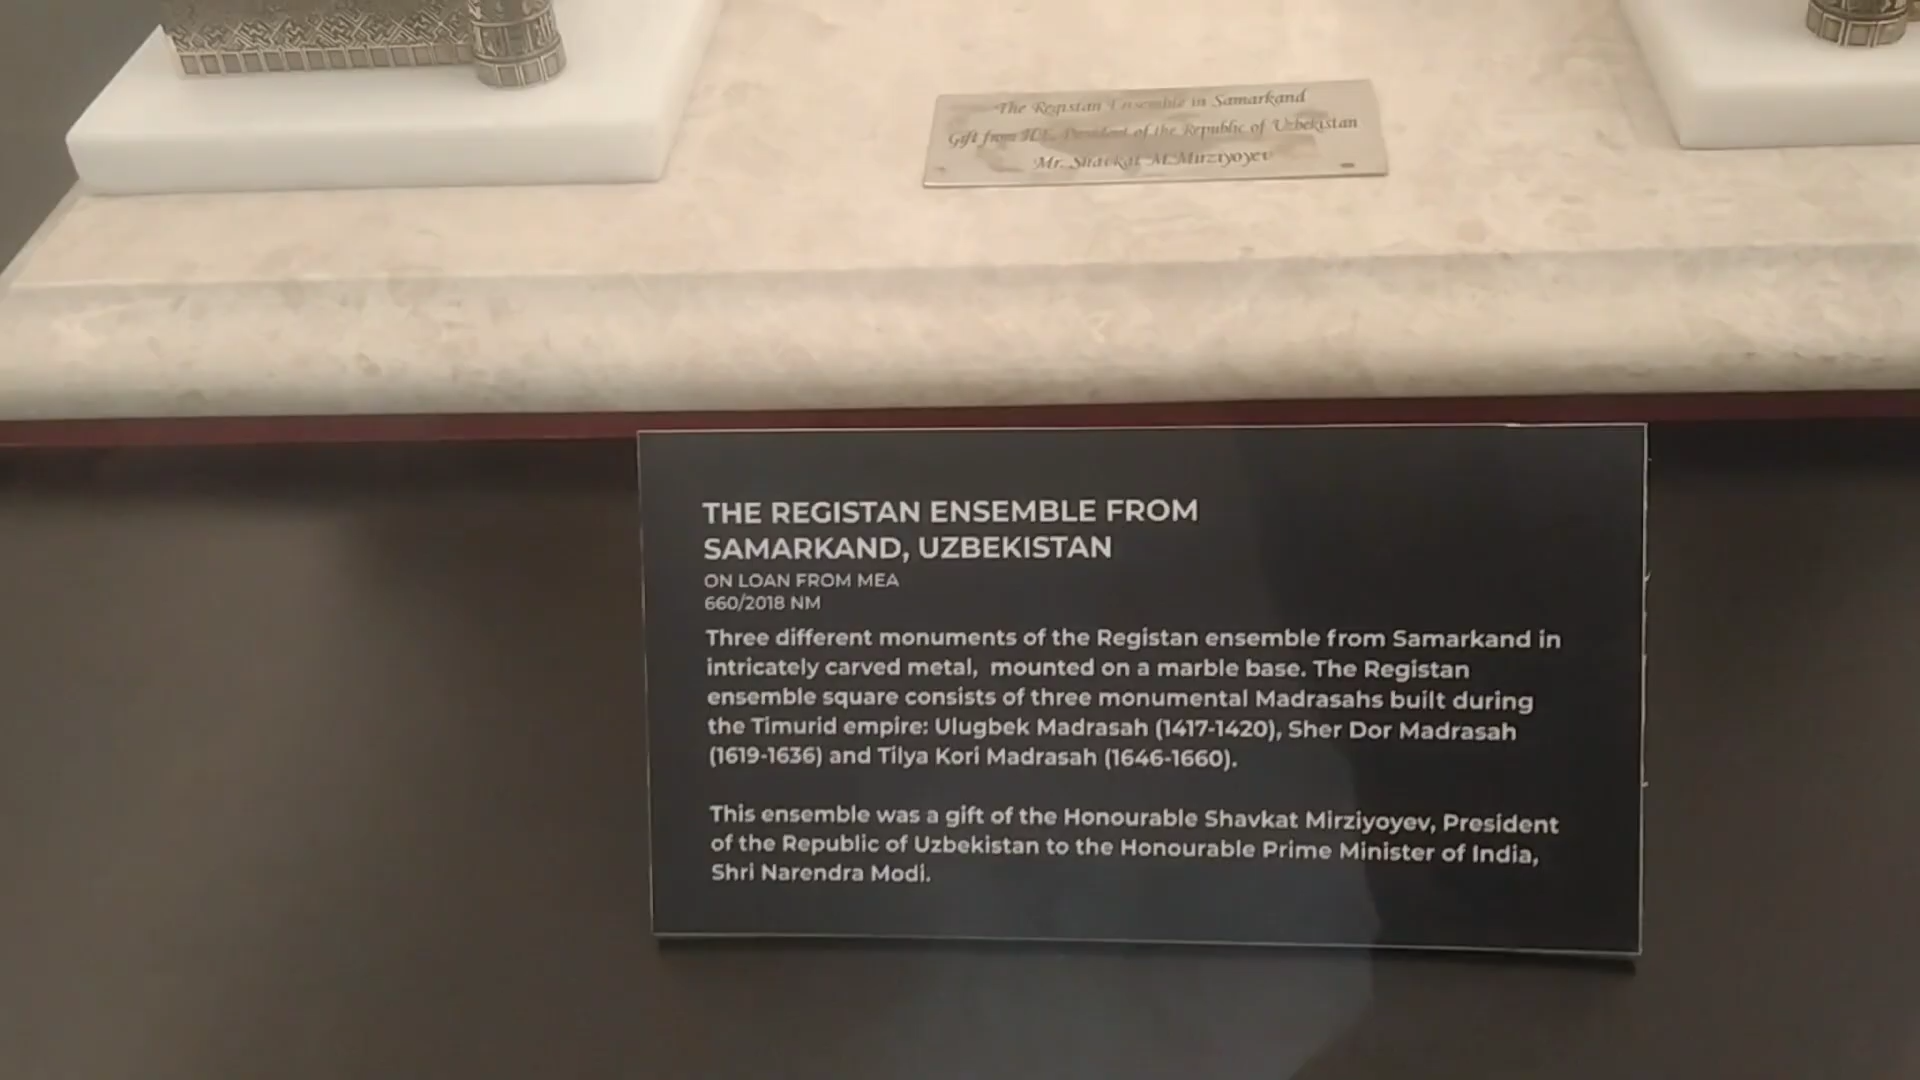 The Registan Ensemble in Samarkand
Gift from H.E. President of the Republic of Uzbekistan
Mr. Shavkat M. Mirziyoyev
THE REGISTAN ENSEMBLE FROM
SAMARKAND, UZBEKISTAN
ON LOAN FROM MEA
660/2018 NM
Three different monuments of the Registan ensemble from Samarkand in
intricately carved metal, mounted on a marble base. The Registan
ensemble square consists of three monumental Madrasahs built during
the Timurid empire: Ulugbek Madrasah (1417-1420), Sher Dor Madrasah
(1619-1636) and Tilya Kori Madrasah (1646-1660).
This ensemble was a gift of the Honourable Shavkat Mirziyoyev, President
of the Republic of Uzbekistan to the Honourable Prime Minister of India,
Shri Narendra Modi.